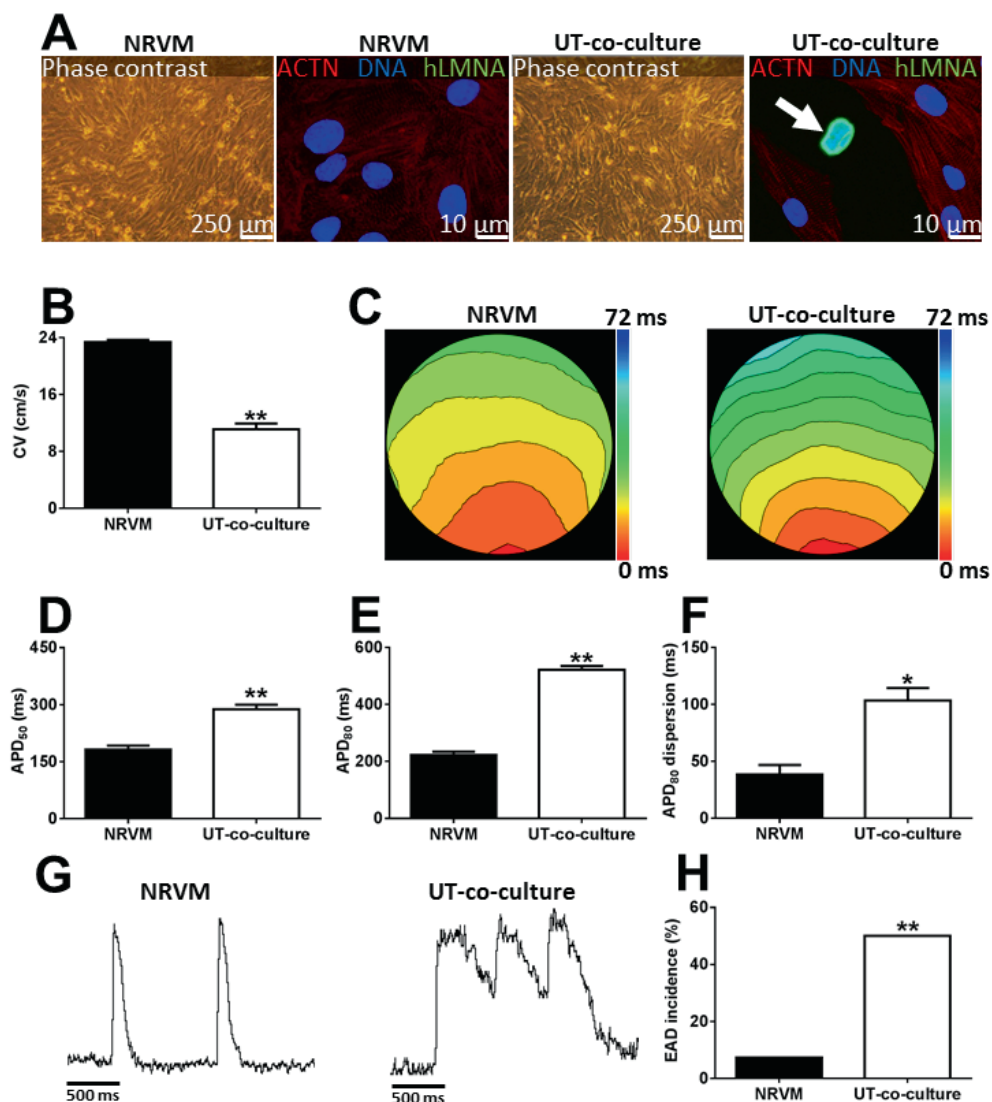 A
NRVM
NRVM
UT-co-culture
UT-co-culture
Phase contrast
ACTN DNA hLMNA
Phase contrast
ACTN DNA hLMNA
250 µm
10 µm
250 µm
10 µm
B
CV (cm/s)
24
16
8
0
**
NRVM
UT-co-culture
C
NRVM
72 ms
0 ms
UT-co-culture
72 ms
0 ms
D
APD50 (ms)
450
300
150
0
**
NRVM
UT-co-culture
E
APD80 (ms)
600
400
200
0
**
NRVM
UT-co-culture
F
APD80 dispersion (ms)
150
100
50
0
*
NRVM
UT-co-culture
G
NRVM
500 ms
UT-co-culture
500 ms
H
EAD incidence (%)
60
40
20
0
**
NRVM
UT-co-culture